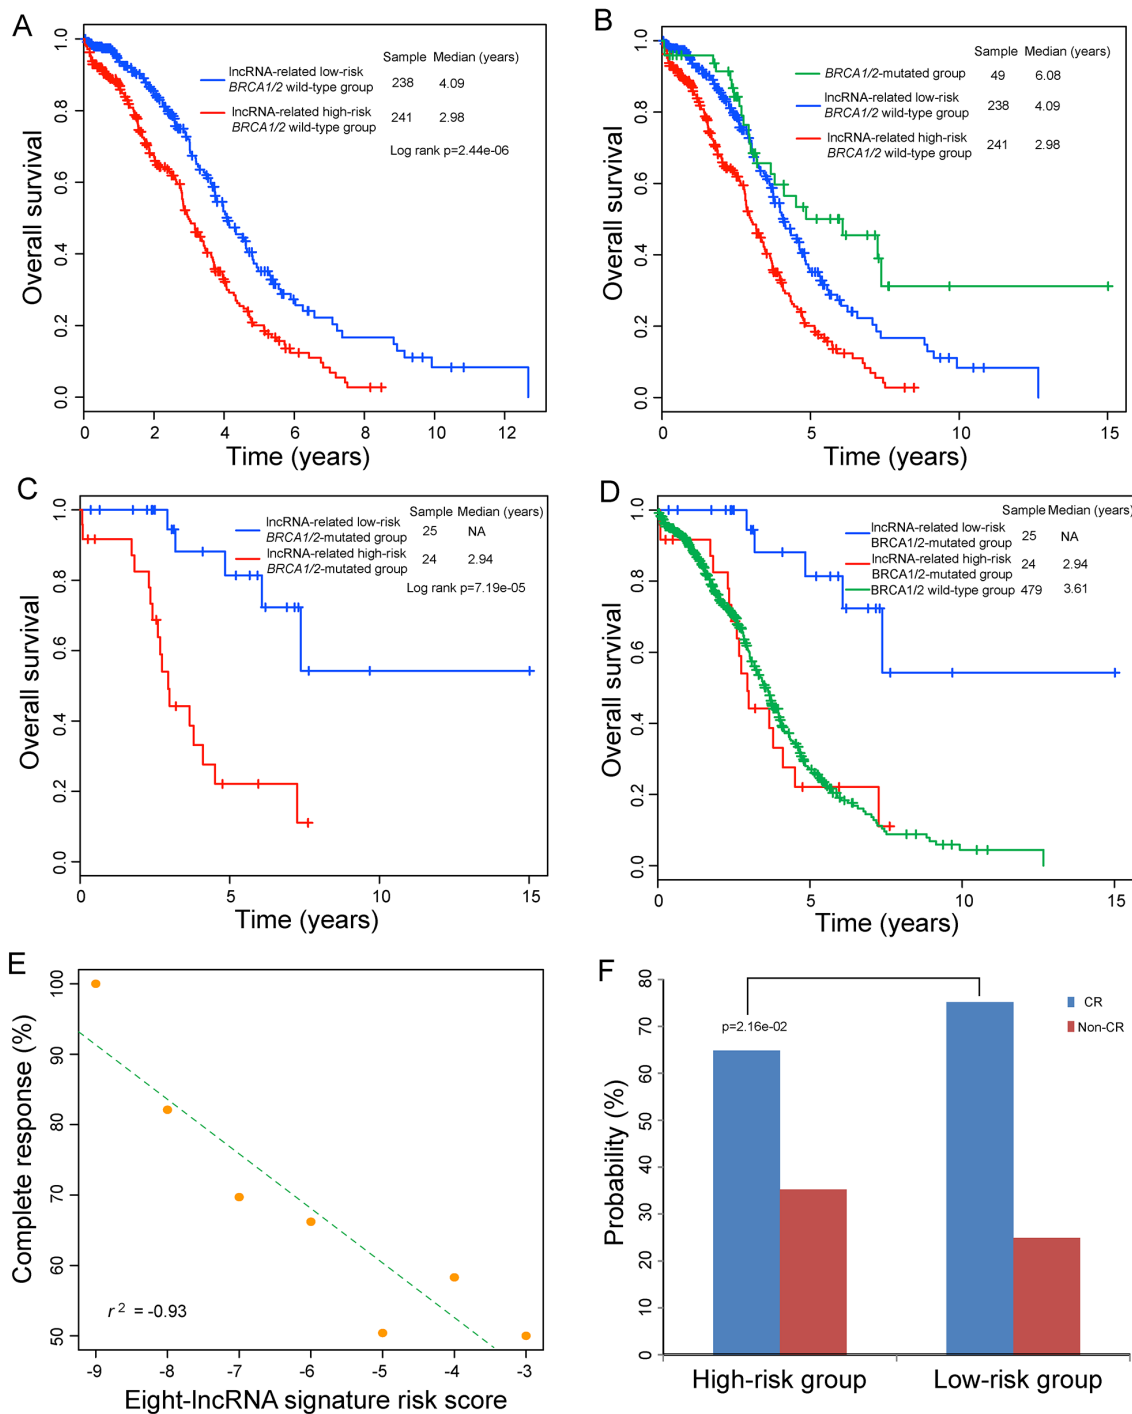 A
Sample Median (years)
lncRNA-related low-risk
BRCA1/2 wild-type group 238 4.09
lncRNA-related high-risk
BRCA1/2 wild-type group 241 2.98
Log rank p=2.44e-06
Overall survival
0.0 0.2 0.4 0.6 0.8 1.0
0 2 4 6 8 10 12
Time (years)
B
Sample Median (years)
BRCA1/2-mutated group 49 6.08
lncRNA-related low-risk
BRCA1/2 wild-type group 238 4.09
lncRNA-related high-risk
BRCA1/2 wild-type group 241 2.98
Overall survival
0.0 0.2 0.4 0.6 0.8 1.0
0 5 10 15
Time (years)
C
Sample Median (years)
lncRNA-related low-risk
BRCA1/2-mutated group 25 NA
lncRNA-related high-risk
BRCA1/2-mutated group 24 2.94
Log rank p=7.19e-05
Overall survival
0.0 0.2 0.4 0.6 0.8 1.0
0 5 10 15
Time (years)
D
Sample Median (years)
lncRNA-related low-risk
BRCA1/2-mutated group 25 NA
lncRNA-related high-risk
BRCA1/2-mutated group 24 2.94
BRCA1/2 wild-type group 479 3.61
Overall survival
0.0 0.2 0.4 0.6 0.8 1.0
0 5 10 15
Time (years)
E
Complete response (%)
50 60 70 80 90 100
r 2 = -0.93
-9 -8 -7 -6 -5 -4 -3
Eight-lncRNA signature risk score
F
Probability (%)
0 10 20 30 40 50 60 70 80
p=2.16e-02
CR
Non-CR
High-risk group Low-risk group